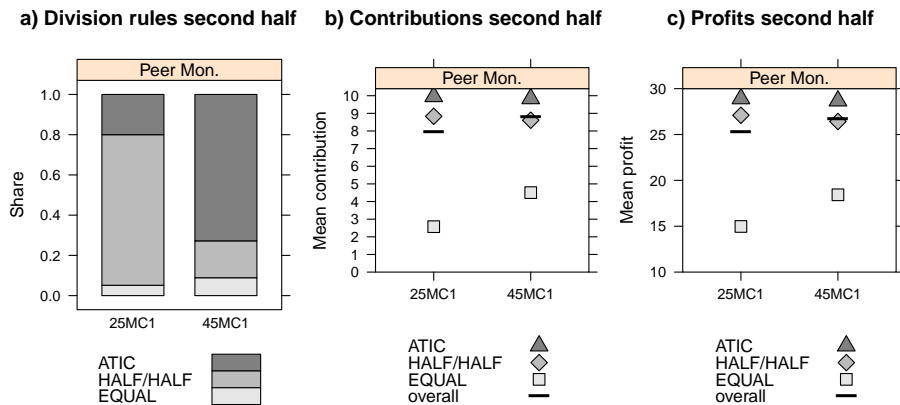 a) Division rules second half
b) Contributions second half
c) Profits second half
Peer Mon.
Share
1.0
0.8
0.6
0.4
0.2
0.0
25MC1
45MC1
ATIC
HALF/HALF
EQUAL
Peer Mon.
Mean contribution
10
9
8
7
6
5
4
3
2
1
0
25MC1
45MC1
ATIC
HALF/HALF
EQUAL
overall
Peer Mon.
Mean profit
30
25
20
15
10
25MC1
45MC1
ATIC
HALF/HALF
EQUAL
overall